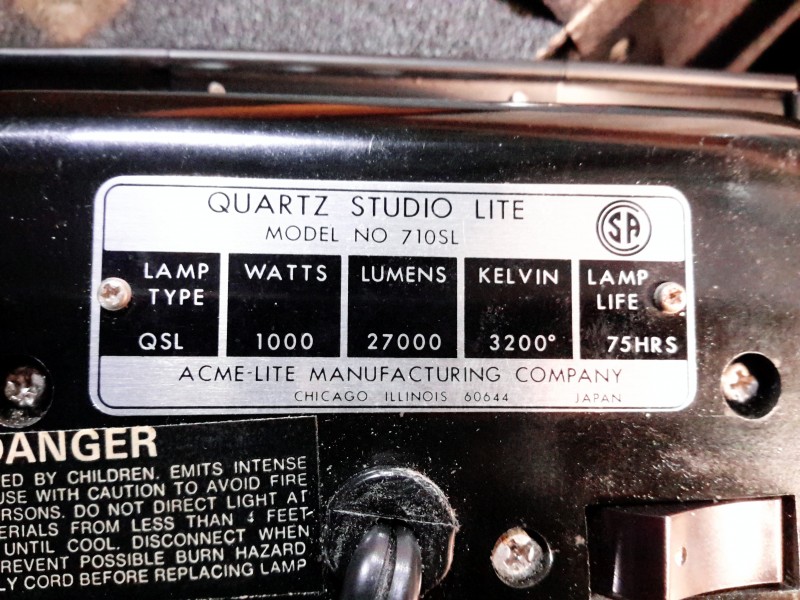 QUARTZ STUDIO LITE
MODEL NO 710SL
SA
LAMP TYPE WATTS LUMENS KELVIN LAMP LIFE
QSL 1000 27000 3200° 75HRS
ACME-LITE MANUFACTURING COMPANY
CHICAGO ILLINOIS 60644 JAPAN
DANGER
ED BY CHILDREN. EMITS INTENSE
USE WITH CAUTION TO AVOID FIRE
RSONS. DO NOT DIRECT LIGHT AT
ERIALS FROM LESS THAN 4 FEET
UNTIL COOL. DISCONNECT WHEN
REVENT POSSIBLE BURN HAZARD
LY CORD BEFORE REPLACING LAMP